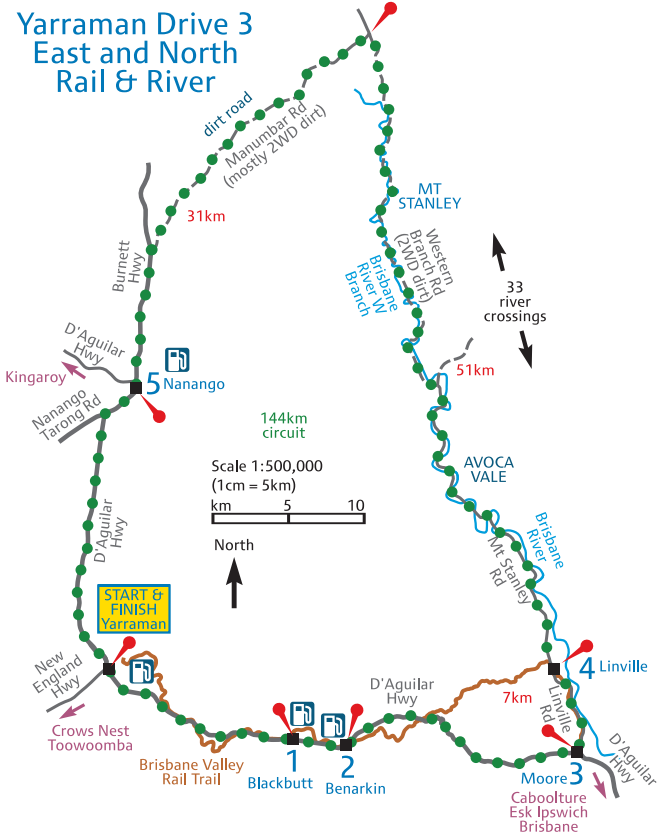 Yarraman Drive 3
East and North
Rail & River
dirt road
Manumbar Rd
(mostly 2WD dirt)
MT
STANLEY
31km
Burnett
Hwy
Western
Branch Rd
(2WD dirt)
Brisbane
River W
Branch
33
river
crossings
D'Aguilar
Hwy
Kingaroy
5 Nanango
51km
Nanango
Tarong Rd
144km
circuit
Scale 1:500,000
(1cm = 5km)
km 5 10
North
AVOCA
VALE
D'Aguilar
Hwy
Brisbane
River
Mt Stanley
Rd
START &
FINISH
Yarraman
New
England
Hwy
Crows Nest
Toowoomba
4 Linville
D'Aguilar
Hwy
7km
Linville
Rd
Brisbane Valley
Rail Trail
1
Blackbutt
2
Benarkin
Moore 3
D'Aguilar
Hwy
Caboolture
Esk Ipswich
Brisbane